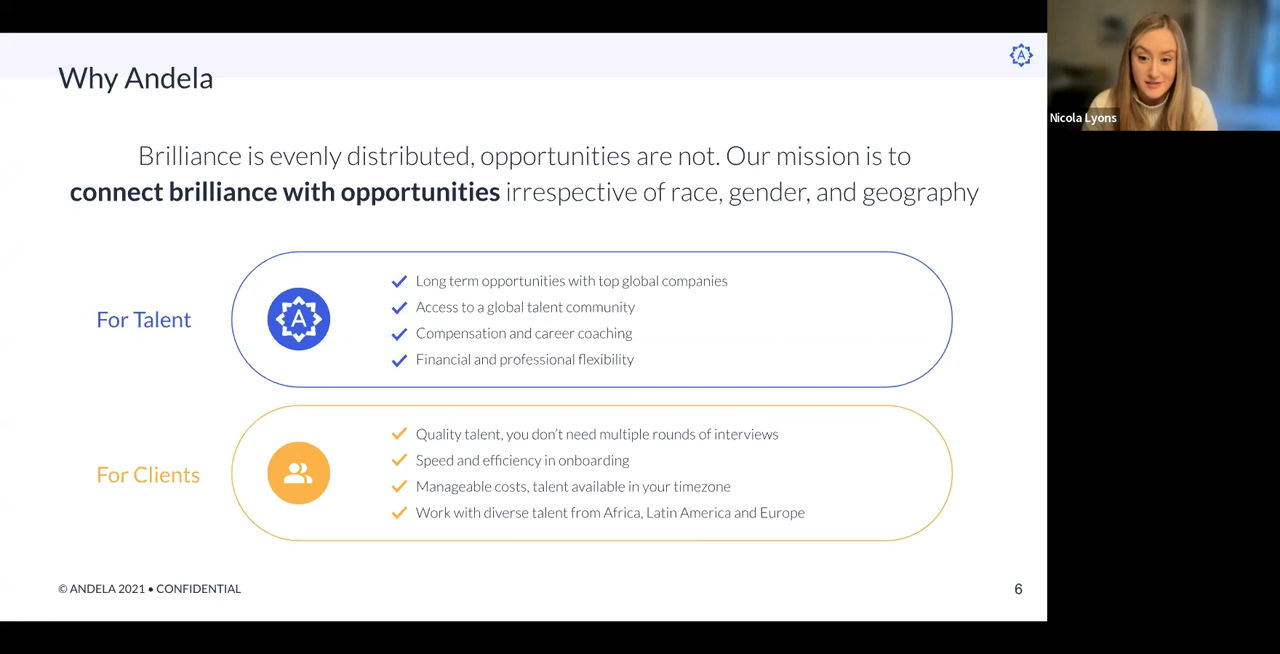 Why Andela
A
Nicola Lyons
Brilliance is evenly distributed, opportunities are not. Our mission is to
connect brilliance with opportunities irrespective of race, gender, and geography
For Talent
A
Long term opportunities with top global companies
Access to a global talent community
Compensation and career coaching
Financial and professional flexibility
For Clients
Quality talent, you don't need multiple rounds of interviews
Speed and efficiency in onboarding
Manageable costs, talent available in your timezone
Work with diverse talent from Africa, Latin America and Europe
© ANDELA 2021 • CONFIDENTIAL
6